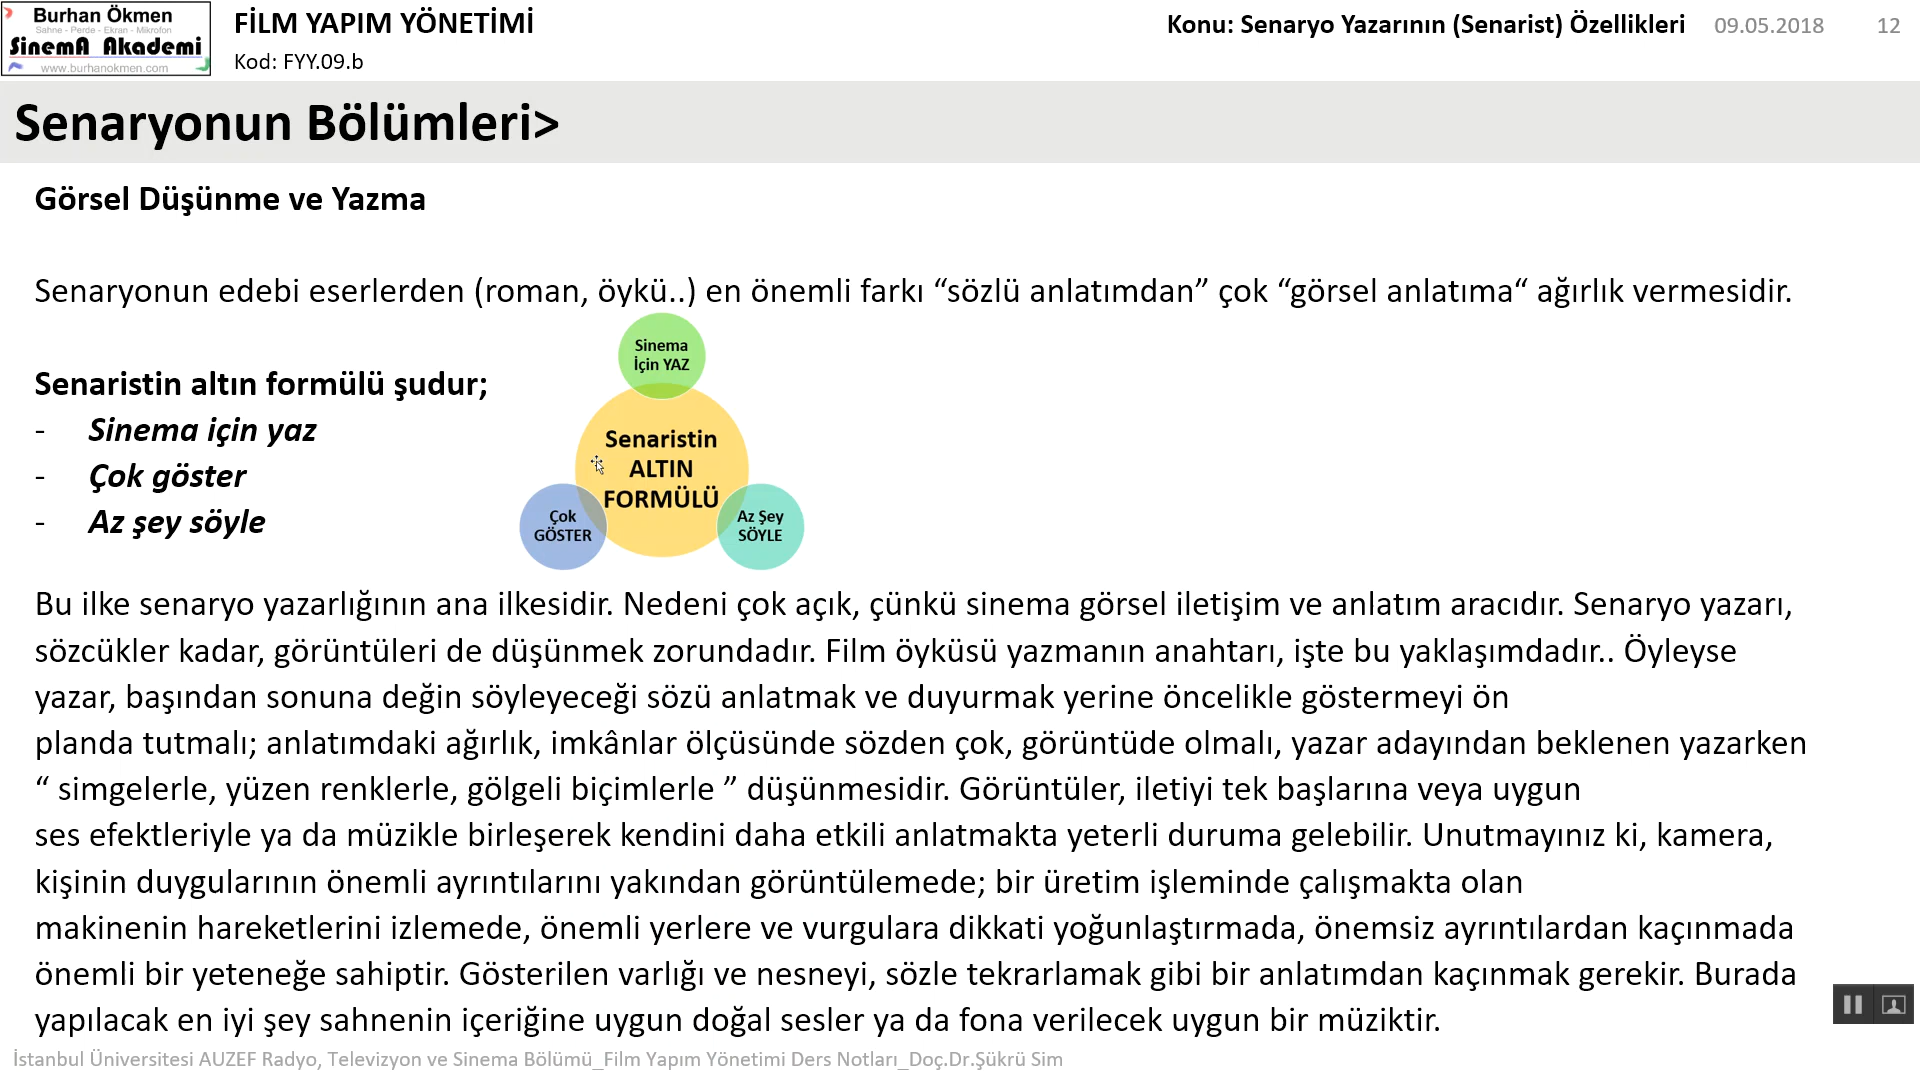 Burhan Ökmen
Sahne - Perde - Ekran - Mikrofon
SinemA Akademi
www.burhanokmen.com
FİLM YAPIM YÖNETİMİ
Kod: FYY.09.b
Konu: Senaryo Yazarının (Senarist) Özellikleri 09.05.2018 12
Senaryonun Bölümleri>
Görsel Düşünme ve Yazma
Senaryonun edebi eserlerden (roman, öykü..) en önemli farkı “sözlü anlatımdan” çok “görsel anlatıma“ ağırlık vermesidir.
Senaristin altın formülü şudur;
- Sinema için yaz
- Çok göster
- Az şey söyle
Sinema
İçin YAZ
Senaristin
ALTIN
FORMÜLÜ
Çok
GÖSTER
Az Şey
SÖYLE
Bu ilke senaryo yazarlığının ana ilkesidir. Nedeni çok açık, çünkü sinema görsel iletişim ve anlatım aracıdır. Senaryo yazarı,
sözcükler kadar, görüntüleri de düşünmek zorundadır. Film öyküsü yazmanın anahtarı, işte bu yaklaşımdadır.. Öyleyse
yazar, başından sonuna değin söyleyeceği sözü anlatmak ve duyurmak yerine öncelikle göstermeyi ön
planda tutmalı; anlatımdaki ağırlık, imkânlar ölçüsünde sözden çok, görüntüde olmalı, yazar adayından beklenen yazarken
“ simgelerle, yüzen renklerle, gölgeli biçimlerle ” düşünmesidir. Görüntüler, iletiyi tek başlarına veya uygun
ses efektleriyle ya da müzikle birleşerek kendini daha etkili anlatmakta yeterli duruma gelebilir. Unutmayınız ki, kamera,
kişinin duygularının önemli ayrıntılarını yakından görüntülemede; bir üretim işleminde çalışmakta olan
makinenin hareketlerini izlemede, önemli yerlere ve vurgulara dikkati yoğunlaştırmada, önemsiz ayrıntılardan kaçınmada
önemli bir yeteneğe sahiptir. Gösterilen varlığı ve nesneyi, sözle tekrarlamak gibi bir anlatımdan kaçınmak gerekir. Burada
yapılacak en iyi şey sahnenin içeriğine uygun doğal sesler ya da fona verilecek uygun bir müziktir.
İstanbul Üniversitesi AUZEF Radyo, Televizyon ve Sinema Bölümü_Film Yapım Yönetimi Ders Notları_Doç.Dr.Şükrü Sim